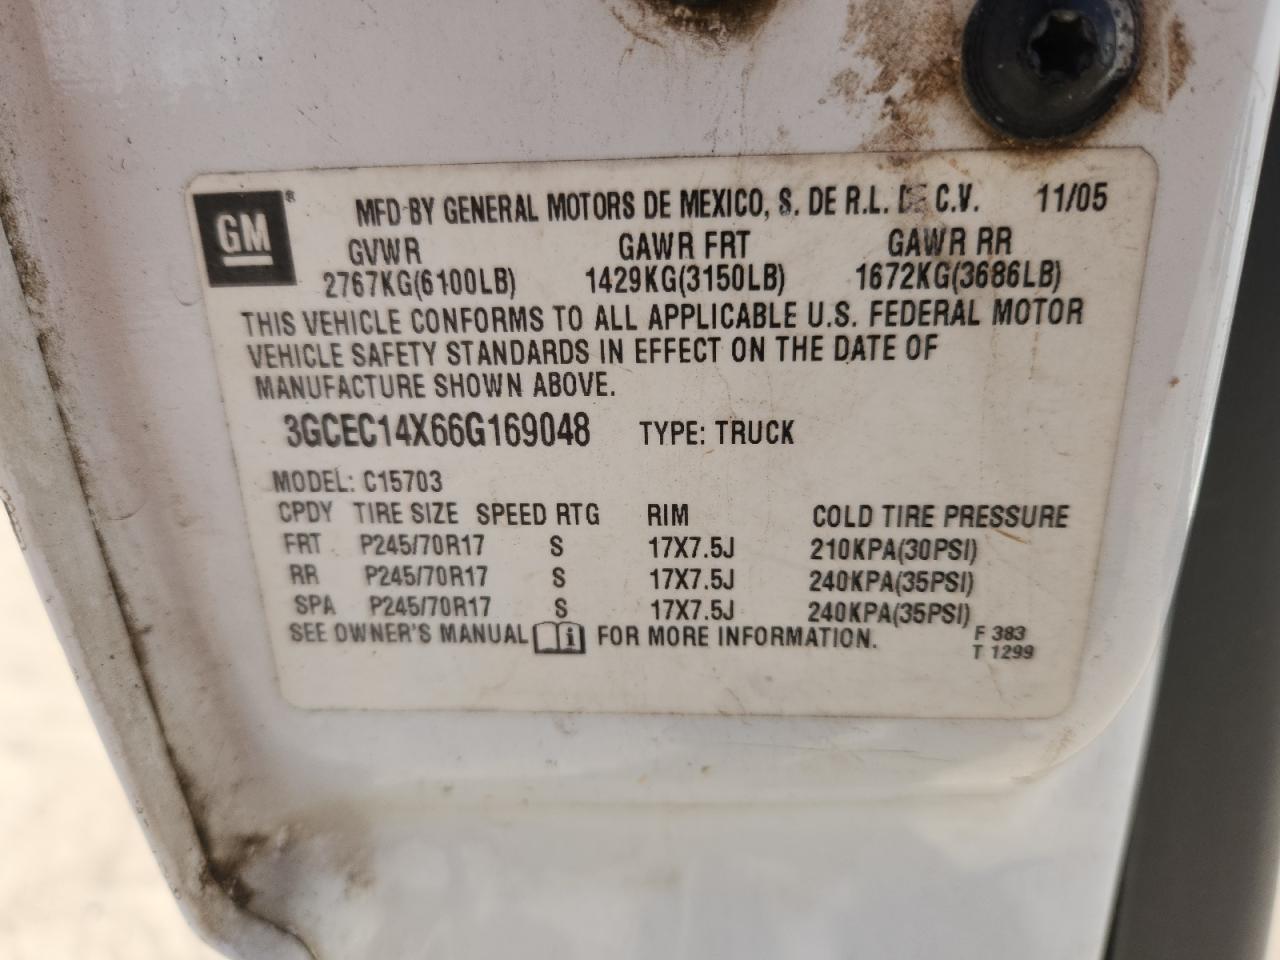 GM® MFD BY GENERAL MOTORS DE MEXICO, S. DE R.L. DE C.V. 11/05
GVWR GAWR FRT GAWR RR
2767KG(6100LB) 1429KG(3150LB) 1672KG(3686LB)
THIS VEHICLE CONFORMS TO ALL APPLICABLE U.S. FEDERAL MOTOR
VEHICLE SAFETY STANDARDS IN EFFECT ON THE DATE OF
MANUFACTURE SHOWN ABOVE.
3GCEC14X66G169048 TYPE: TRUCK
MODEL: C15703
CPDY TIRE SIZE SPEED RTG RIM COLD TIRE PRESSURE
FRT P245/70R17 S 17X7.5J 210KPA(30PSI)
RR P245/70R17 S 17X7.5J 240KPA(35PSI)
SPA P245/70R17 S 17X7.5J 240KPA(35PSI)
SEE OWNER'S MANUAL FOR MORE INFORMATION. F 383
T 1299